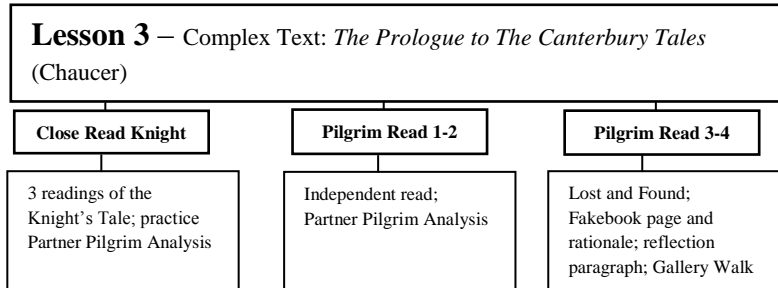 Lesson 3 – Complex Text: The Prologue to The Canterbury Tales
(Chaucer)
Close Read Knight
Pilgrim Read 1-2
Pilgrim Read 3-4
3 readings of the
Knight's Tale; practice
Partner Pilgrim Analysis
Independent read;
Partner Pilgrim Analysis
Lost and Found;
Fakebook page and
rationale; reflection
paragraph; Gallery Walk